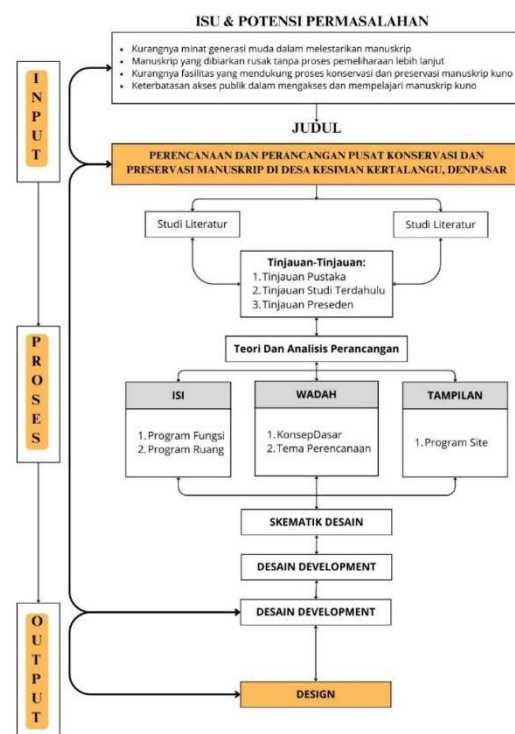 ISU & POTENSI PERMASALAHAN
• Kurangnya minat generasi muda dalam melestarikan manuskrip
• Manuskrip yang dibiarkan rusak tanpa proses pemeliharaan lebih lanjut
• Kurangnya fasilitas yang mendukung proses konservasi dan preservasi manuskrip kuno
• Keterbatasan akses publik dalam mengakses dan mempelajari manuskrip kuno
INPUT
JUDUL
PERENCANAAN DAN PERANCANGAN PUSAT KONSERVASI DAN
PRESERVASI MANUSKRIP DI DESA KESIMAN KERTALANGU, DENPASAR
Studi Literatur
Studi Literatur
Tinjauan-Tinjauan:
1.Tinjauan Pustaka
2.Tinjauan Studi Terdahulu
3.Tinjauan Preseden
PROSES
Teori Dan Analisis Perancangan
ISI
1.Program Fungsi
2.Program Ruang
WADAH
1.KonsepDasar
2.Tema Perencanaan
TAMPILAN
1.Program Site
SKEMATIK DESAIN
DESAIN DEVELOPMENT
DESAIN DEVELOPMENT
OUTPUT
DESIGN